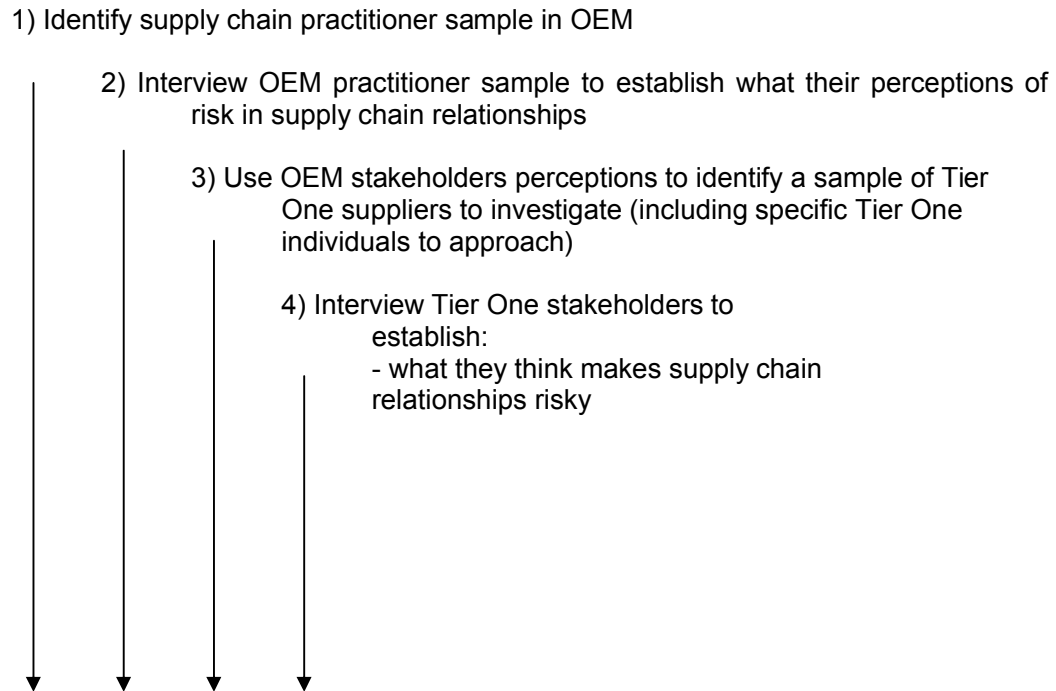 1) Identify supply chain practitioner sample in OEM
2) Interview OEM practitioner sample to establish what their perceptions of
risk in supply chain relationships
3) Use OEM stakeholders perceptions to identify a sample of Tier
One suppliers to investigate (including specific Tier One
individuals to approach)
4) Interview Tier One stakeholders to
establish:
- what they think makes supply chain
relationships risky